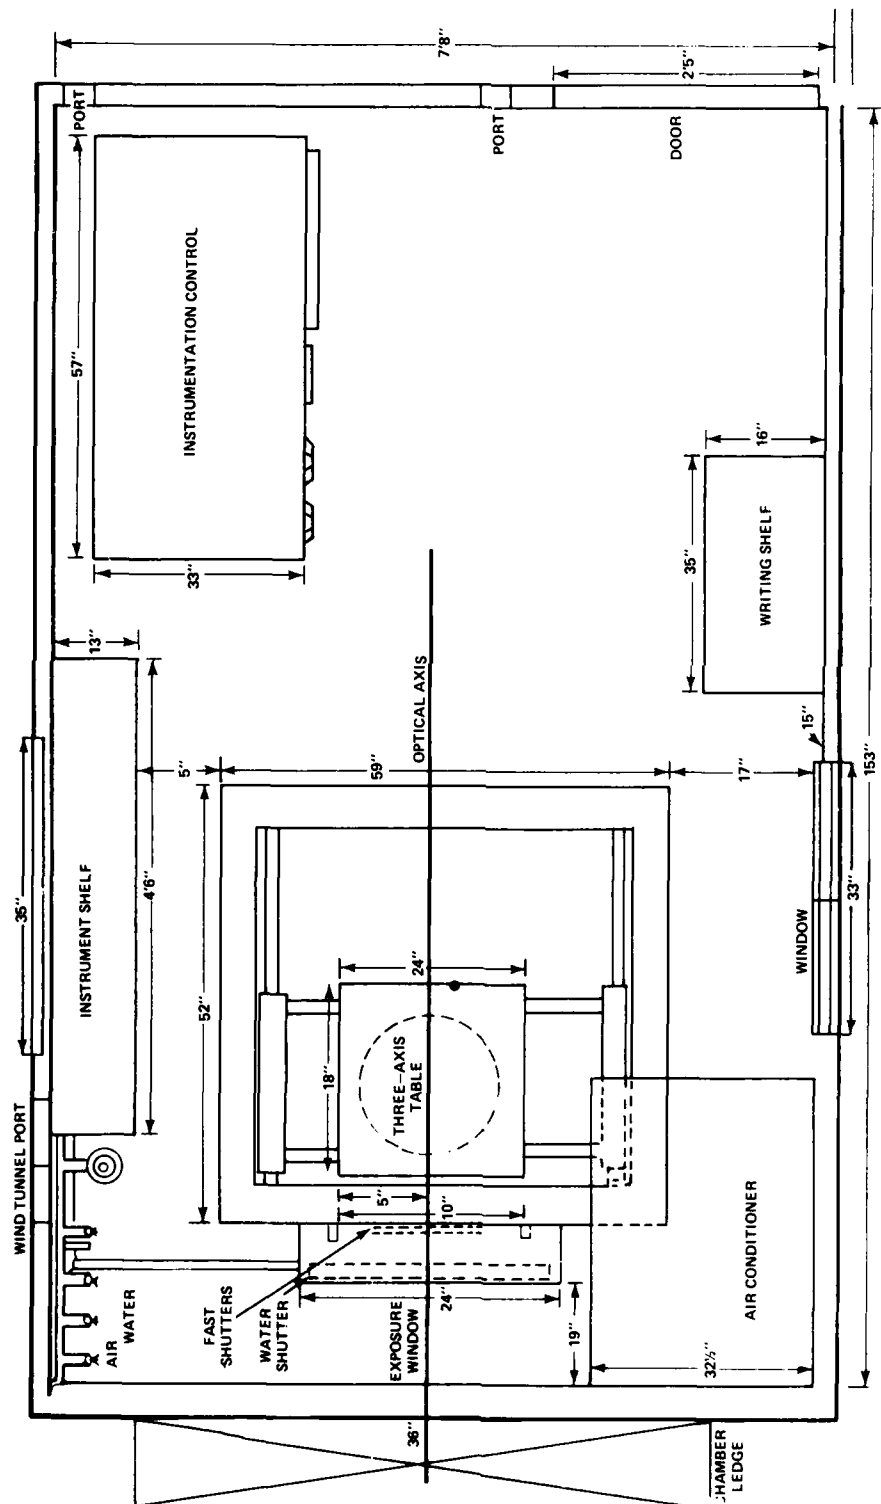 7'8"
2'5"
PORT
PORT
DOOR
57"
INSTRUMENTATION CONTROL
33"
16"
35"
WRITING SHELF
13"
15"
153"
OPTICAL AXIS
35"
INSTRUMENT SHELF
4'6"
5"
59"
17"
52"
24"
18"
THREE-AXIS
TABLE
WINDOW
33"
WIND TUNNEL PORT
5"
10"
AIR
WATER
FAST
SHUTTERS
WATER
SHUTTER
24"
EXPOSURE
WINDOW
19"
32½"
AIR CONDITIONER
36"
CHAMBER
LEDGE